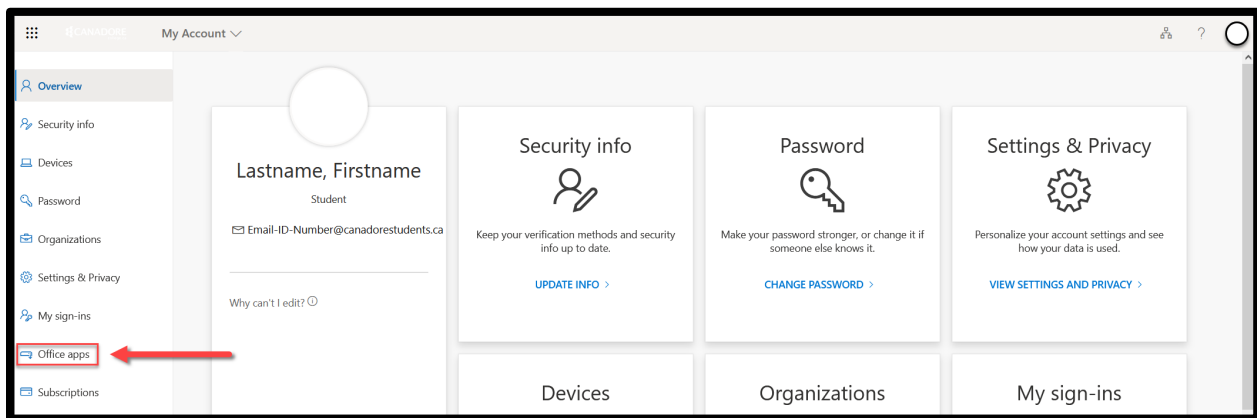 CANADORE
My Account
?
Overview
Security info
Devices
Password
Organizations
Settings & Privacy
My sign-ins
Office apps
Subscriptions
Lastname, Firstname
Student
Email-ID-Number@canadorestudents.ca
Why can't I edit?
Security info
Keep your verification methods and security
info up to date.
UPDATE INFO >
Password
Make your password stronger, or change it if
someone else knows it.
CHANGE PASSWORD >
Settings & Privacy
Personalize your account settings and see
how your data is used.
VIEW SETTINGS AND PRIVACY >
Devices
Organizations
My sign-ins